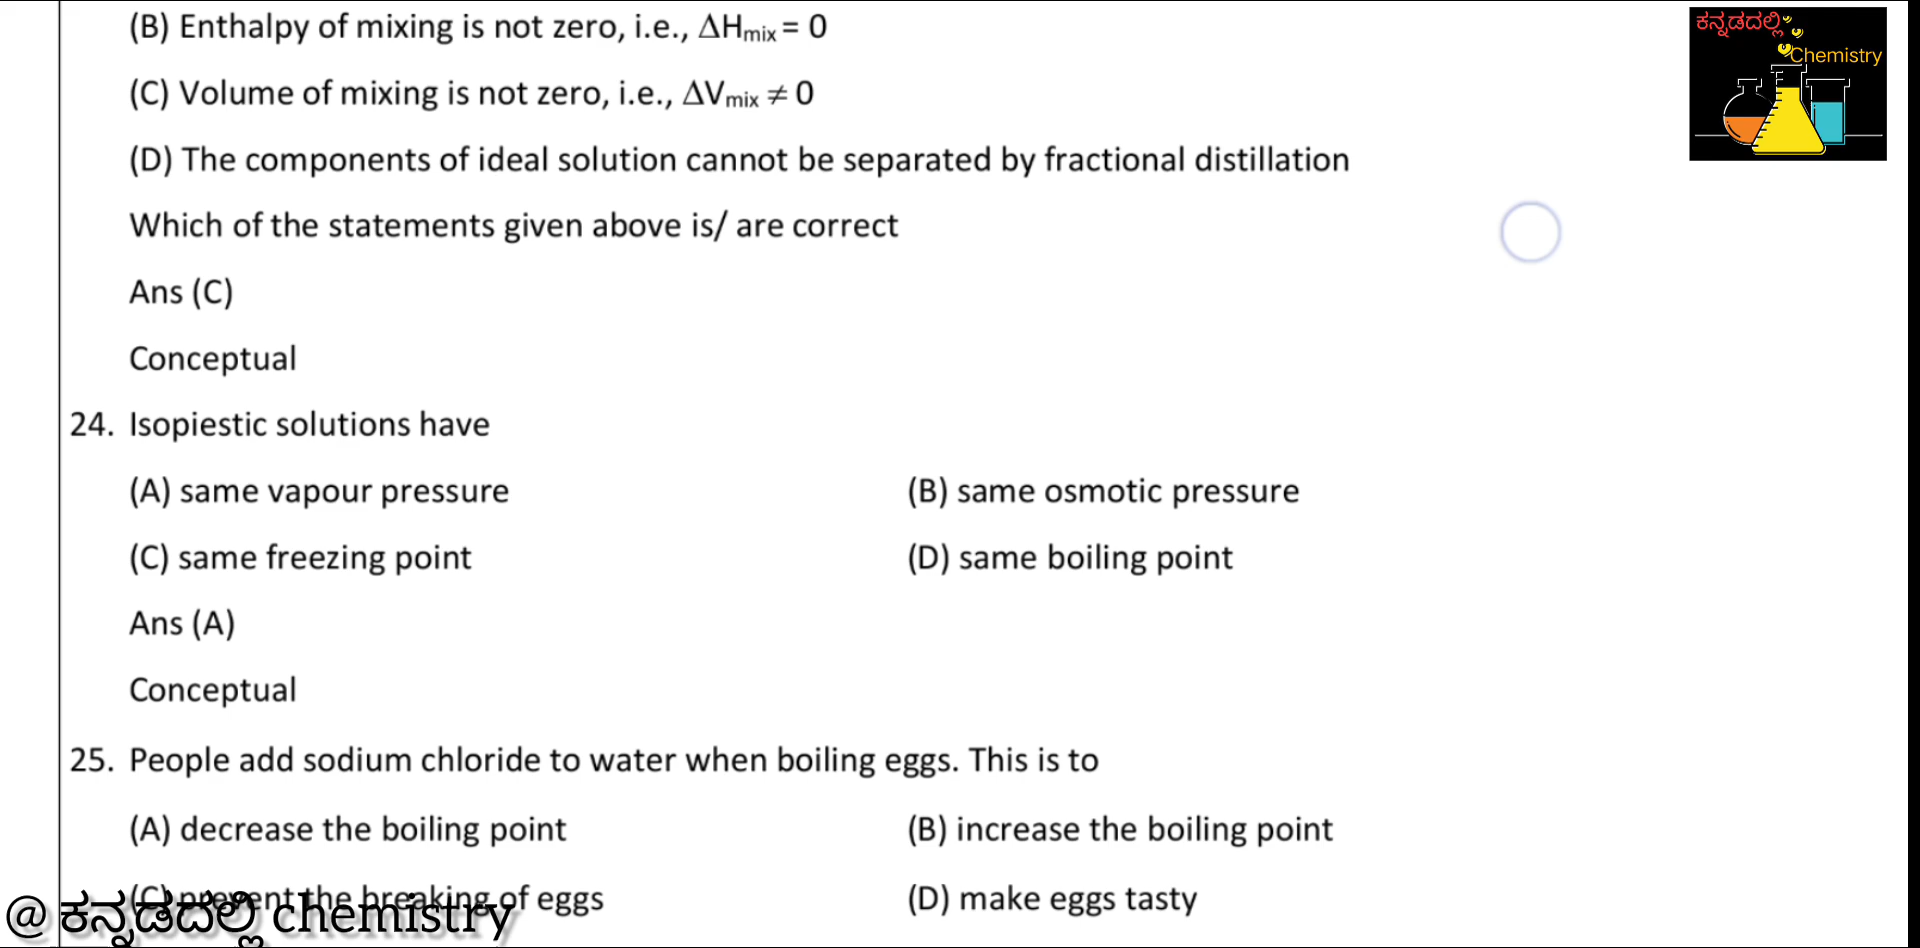 (B) Enthalpy of mixing is not zero, i.e., ΔHmix = 0
(C) Volume of mixing is not zero, i.e., ΔVmix ≠ 0
(D) The components of ideal solution cannot be separated by fractional distillation
Which of the statements given above is/ are correct
Ans (C)
Conceptual
24. Isopiestic solutions have
(A) same vapour pressure (B) same osmotic pressure
(C) same freezing point (D) same boiling point
Ans (A)
Conceptual
25. People add sodium chloride to water when boiling eggs. This is to
(A) decrease the boiling point (B) increase the boiling point
(C) prevent the breaking of eggs (D) make eggs tasty
@ಕನ್ನಡದಲ್ಲಿ chemistry
ಕನ್ನಡದಲ್ಲಿ
Chemistry